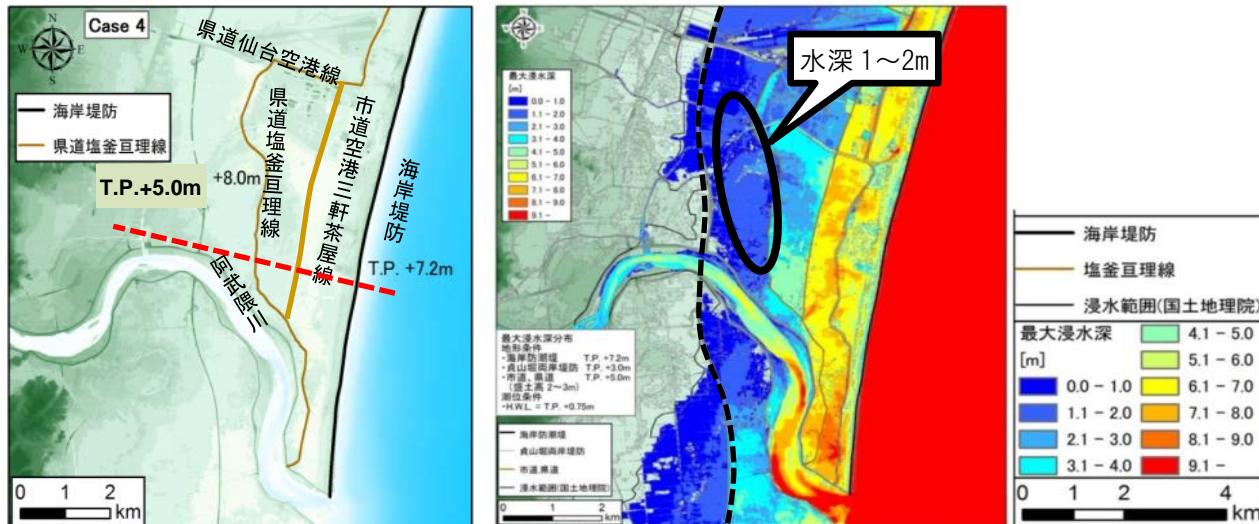 Case 4
N
W
E
S
海岸堤防
県道塩釜亘理線
県道仙台空港線
県道塩釜亘理線
市道空港三軒茶屋線
海岸堤防
T.P.+5.0m
+8.0m
T.P. +7.2m
阿武隈川
0 1 2
km
水深1～2m
最大浸水深
[m]
0.0 - 1.0
1.1 - 2.0
2.1 - 3.0
3.1 - 4.0
4.1 - 5.0
5.1 - 6.0
6.1 - 7.0
7.1 - 8.0
8.1 - 9.0
9.1 -
最大浸水深分布
地形条件
・海岸防潮堤 T.P. +7.2m
・貞山堀両岸堤防 T.P. +3.0m
・市道、県道 T.P. +5.0m
(盛土高 2～3m)
潮位条件
・H.W.L. = T.P. +0.75m
海岸防潮堤
貞山堀両岸堤防
市道、県道
浸水範囲(国土地理院)
0 1 2
km
海岸堤防
塩釜亘理線
浸水範囲(国土地理院)
最大浸水深
[m]
0.0 - 1.0
1.1 - 2.0
2.1 - 3.0
3.1 - 4.0
4.1 - 5.0
5.1 - 6.0
6.1 - 7.0
7.1 - 8.0
8.1 - 9.0
9.1 -
0 1 2 4
km